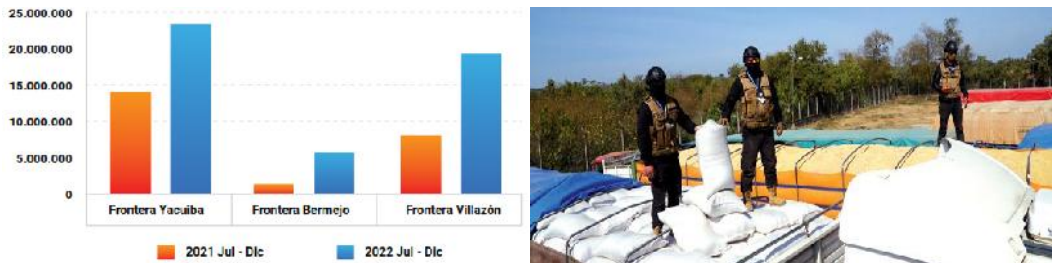 25.000.000
20.000.000
15.000.000
10.000.000
5.000.000
0
Frontera Yacuiba
Frontera Bermejo
Frontera Villazón
2021 Jul - Dic
2022 Jul - Dic